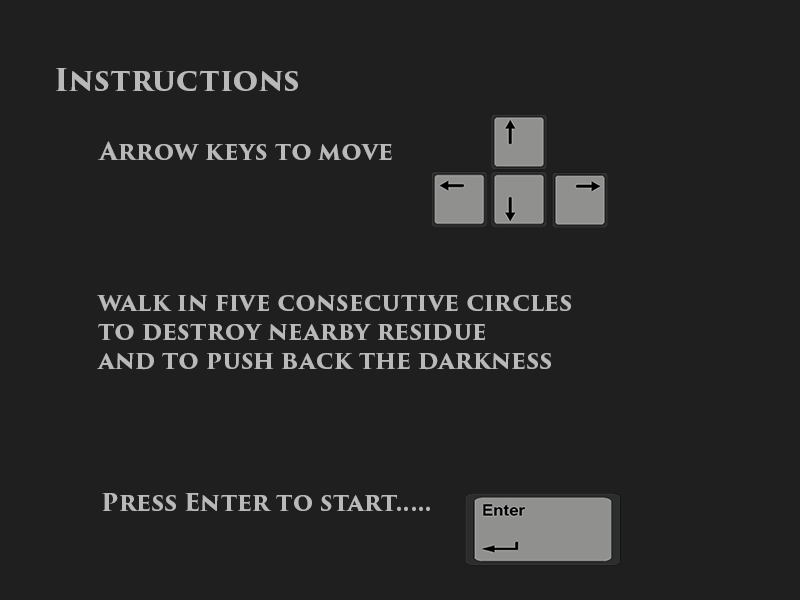 Instructions
Arrow keys to move
walk in five consecutive circles
to destroy nearby residue
and to push back the darkness
Press Enter to start.....
Enter